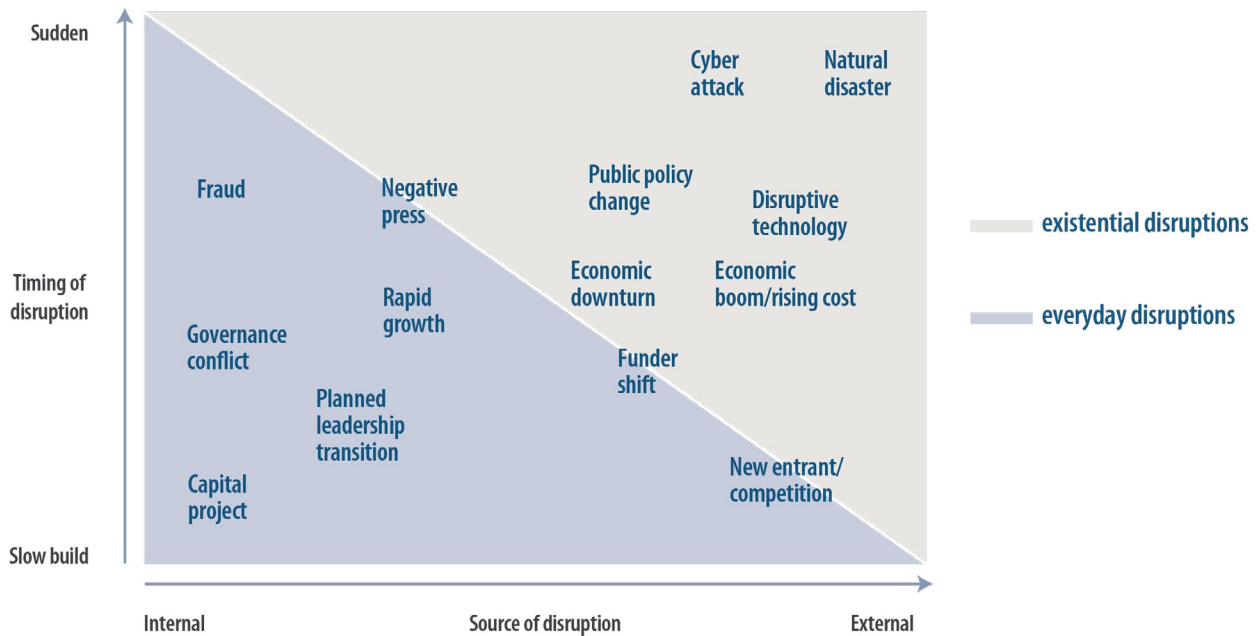 Sudden
Cyber
attack
Natural
disaster
Fraud
Negative
press
Public policy
change
Disruptive
technology
existential disruptions
Timing of
disruption
Rapid
growth
Economic
downturn
Economic
boom/rising cost
everyday disruptions
Governance
conflict
Funder
shift
Planned
leadership
transition
New entrant/
competition
Capital
project
Slow build
Internal
Source of disruption
External